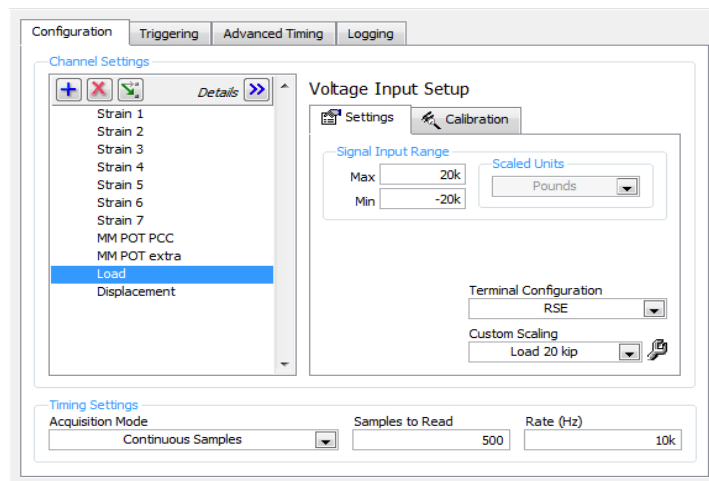 Configuration Triggering Advanced Timing Logging
Channel Settings
Details
Strain 1
Strain 2
Strain 3
Strain 4
Strain 5
Strain 6
Strain 7
MM POT PCC
MM POT extra
Load
Displacement
Voltage Input Setup
Settings Calibration
Signal Input Range
Max 20k
Min -20k
Scaled Units
Pounds
Terminal Configuration
RSE
Custom Scaling
Load 20 kip
Timing Settings
Acquisition Mode Samples to Read Rate (Hz)
Continuous Samples 500 10k